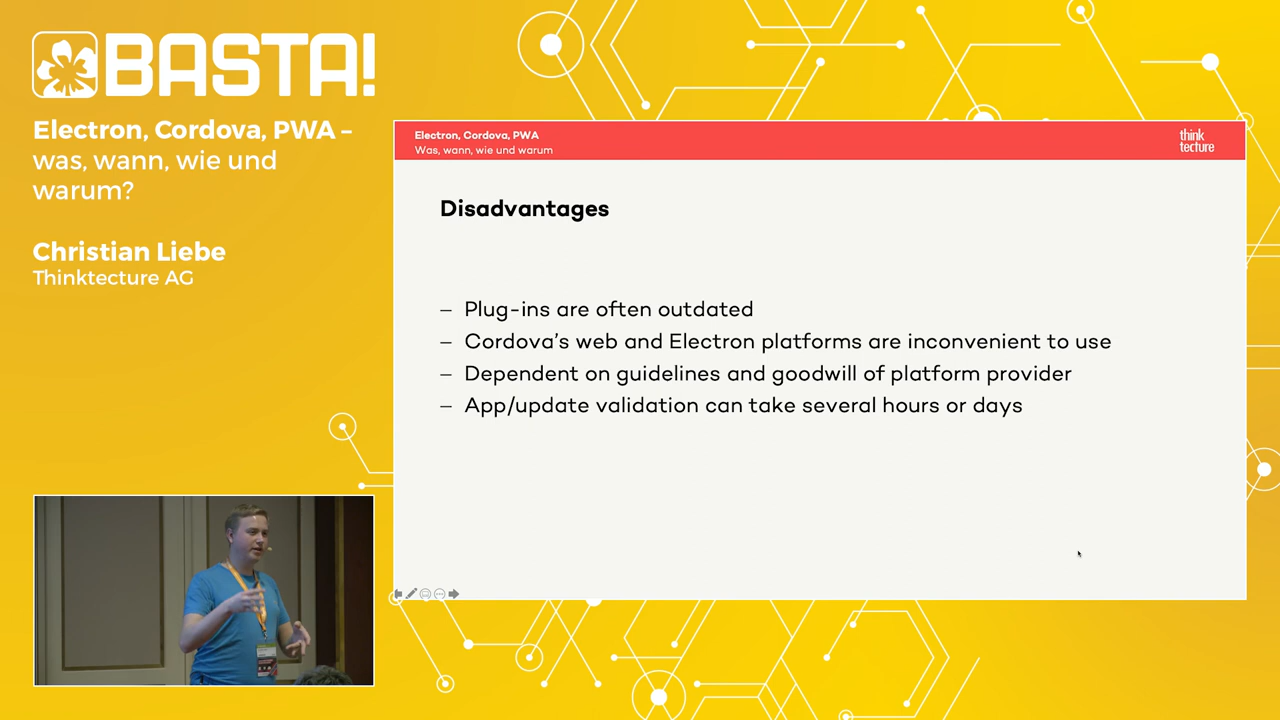 BASTA!
Electron, Cordova, PWA –
was, wann, wie und
warum?
Christian Liebe
Thinktecture AG
Electron, Cordova, PWA
Was, wann, wie und warum
think
tecture
Disadvantages
– Plug-ins are often outdated
– Cordova's web and Electron platforms are inconvenient to use
– Dependent on guidelines and goodwill of platform provider
– App/update validation can take several hours or days